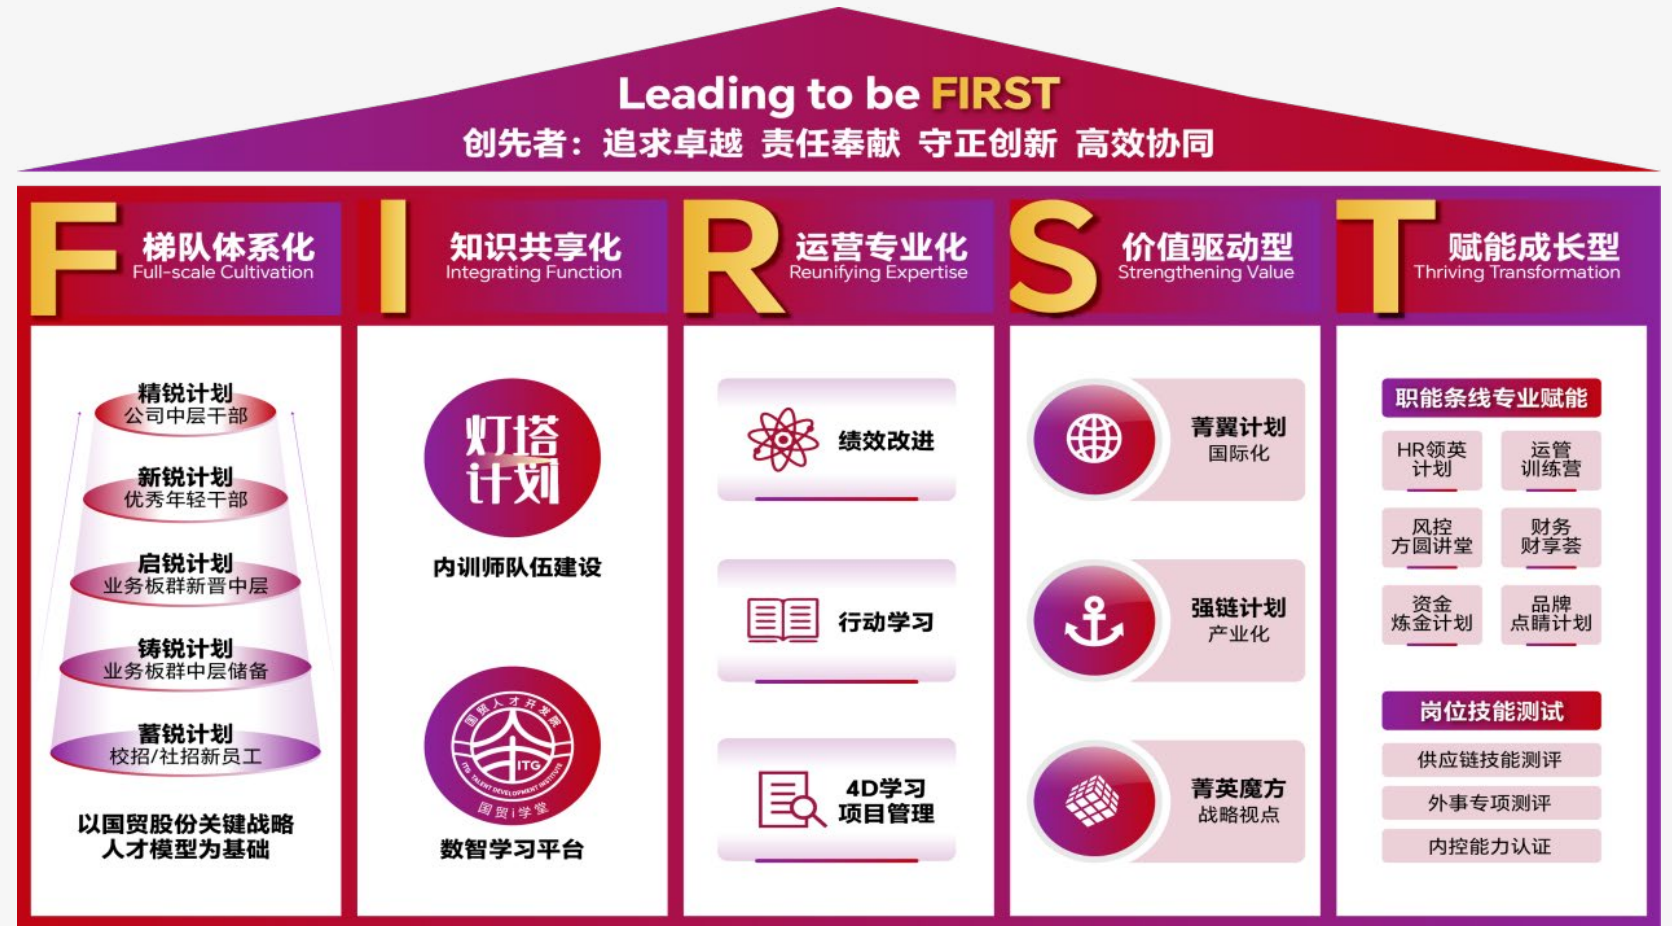 Leading to be FIRST
创先者：追求卓越 责任奉献 守正创新 高效协同
F
梯队体系化
Full-scale Cultivation
精锐计划
公司中层干部
新锐计划
优秀年轻干部
启锐计划
业务板群新晋中层
铸锐计划
业务板群中层储备
蓄锐计划
校招/社招新员工
以国贸股份关键战略
人才模型为基础
I
知识共享化
Integrating Function
灯塔
计划
内训师队伍建设
国贸人才开发院
ITG
ITG TALENT DEVELOPMENT INSTITUTE
国贸i学堂
数智学习平台
R
运营专业化
Reunifying Expertise
绩效改进
行动学习
4D学习
项目管理
S
价值驱动型
Strengthening Value
菁翼计划
国际化
强链计划
产业化
菁英魔方
战略视点
T
赋能成长型
Thriving Transformation
职能条线专业赋能
HR领英
计划
运管
训练营
风控
方圆讲堂
财务
财享荟
资金
炼金计划
品牌
点睛计划
岗位技能测试
供应链技能测评
外事专项测评
内控能力认证